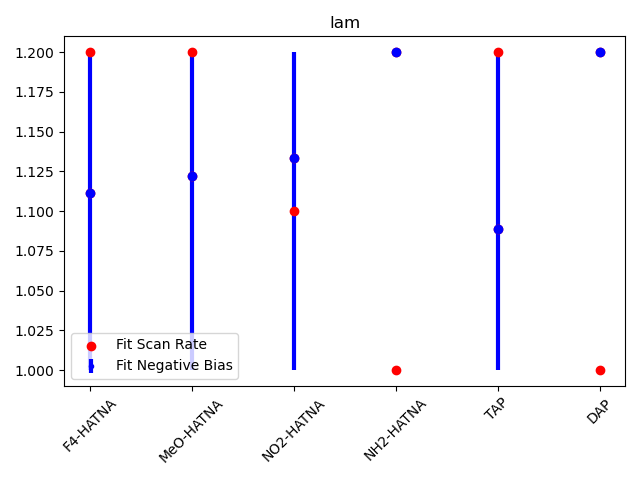 lam
1.200
1.175
1.150
1.125
1.100
1.075
1.050
1.025
1.000
Fit Scan Rate
Fit Negative Bias
F4-HATNA
MeO-HATNA
NO2-HATNA
NH2-HATNA
TAP
DAP